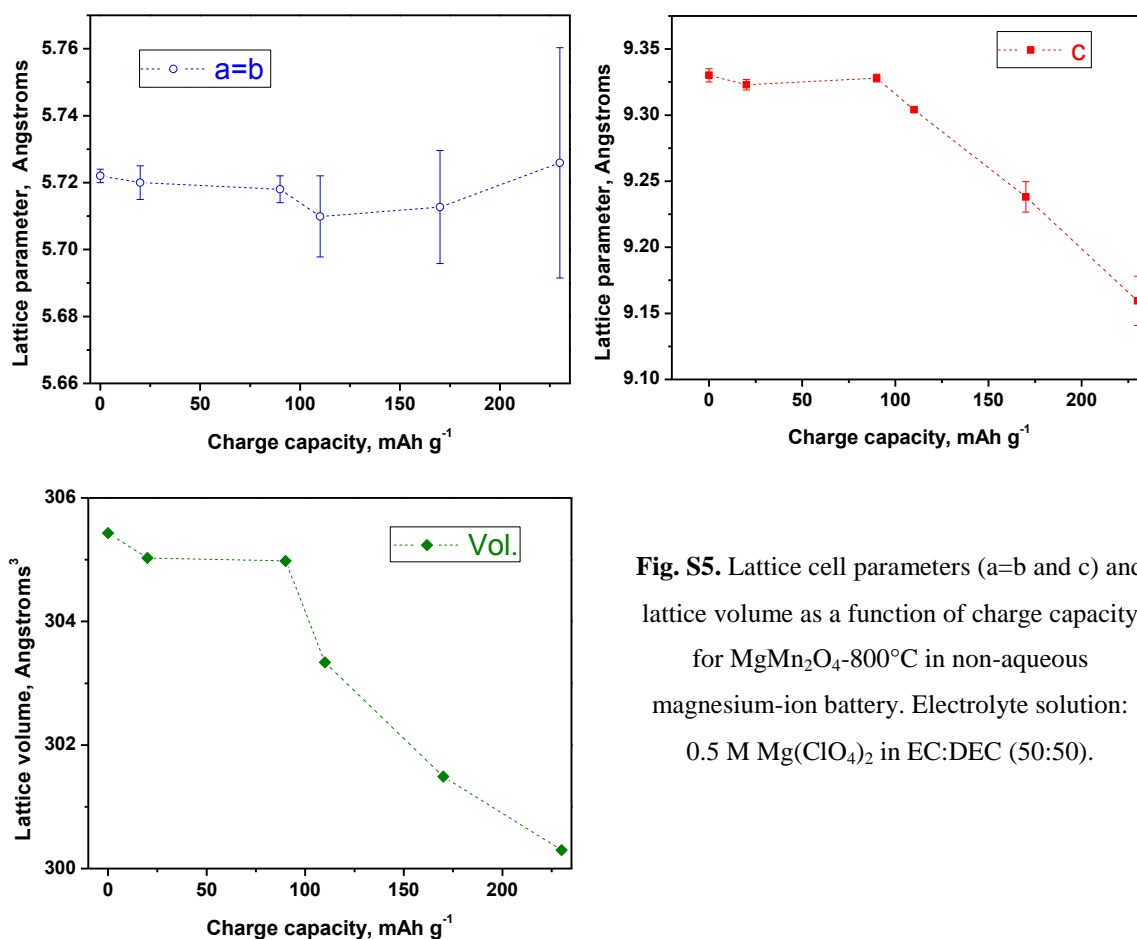 5.76
5.74
5.72
5.70
5.68
5.66
Lattice parameter, Angstroms
a=b
0
50
100
150
200
Charge capacity, mAh g⁻¹
9.35
9.30
9.25
9.20
9.15
9.10
Lattice parameter, Angstroms
c
0
50
100
150
200
Charge capacity, mAh g⁻¹
306
304
302
300
Lattice volume, Angstroms³
Vol.
0
50
100
150
200
Charge capacity, mAh g⁻¹
Fig. S5. Lattice cell parameters (a=b and c) and
lattice volume as a function of charge capacity
for MgMn₂O₄-800°C in non-aqueous
magnesium-ion battery. Electrolyte solution:
0.5 M Mg(ClO₄)₂ in EC:DEC (50:50).